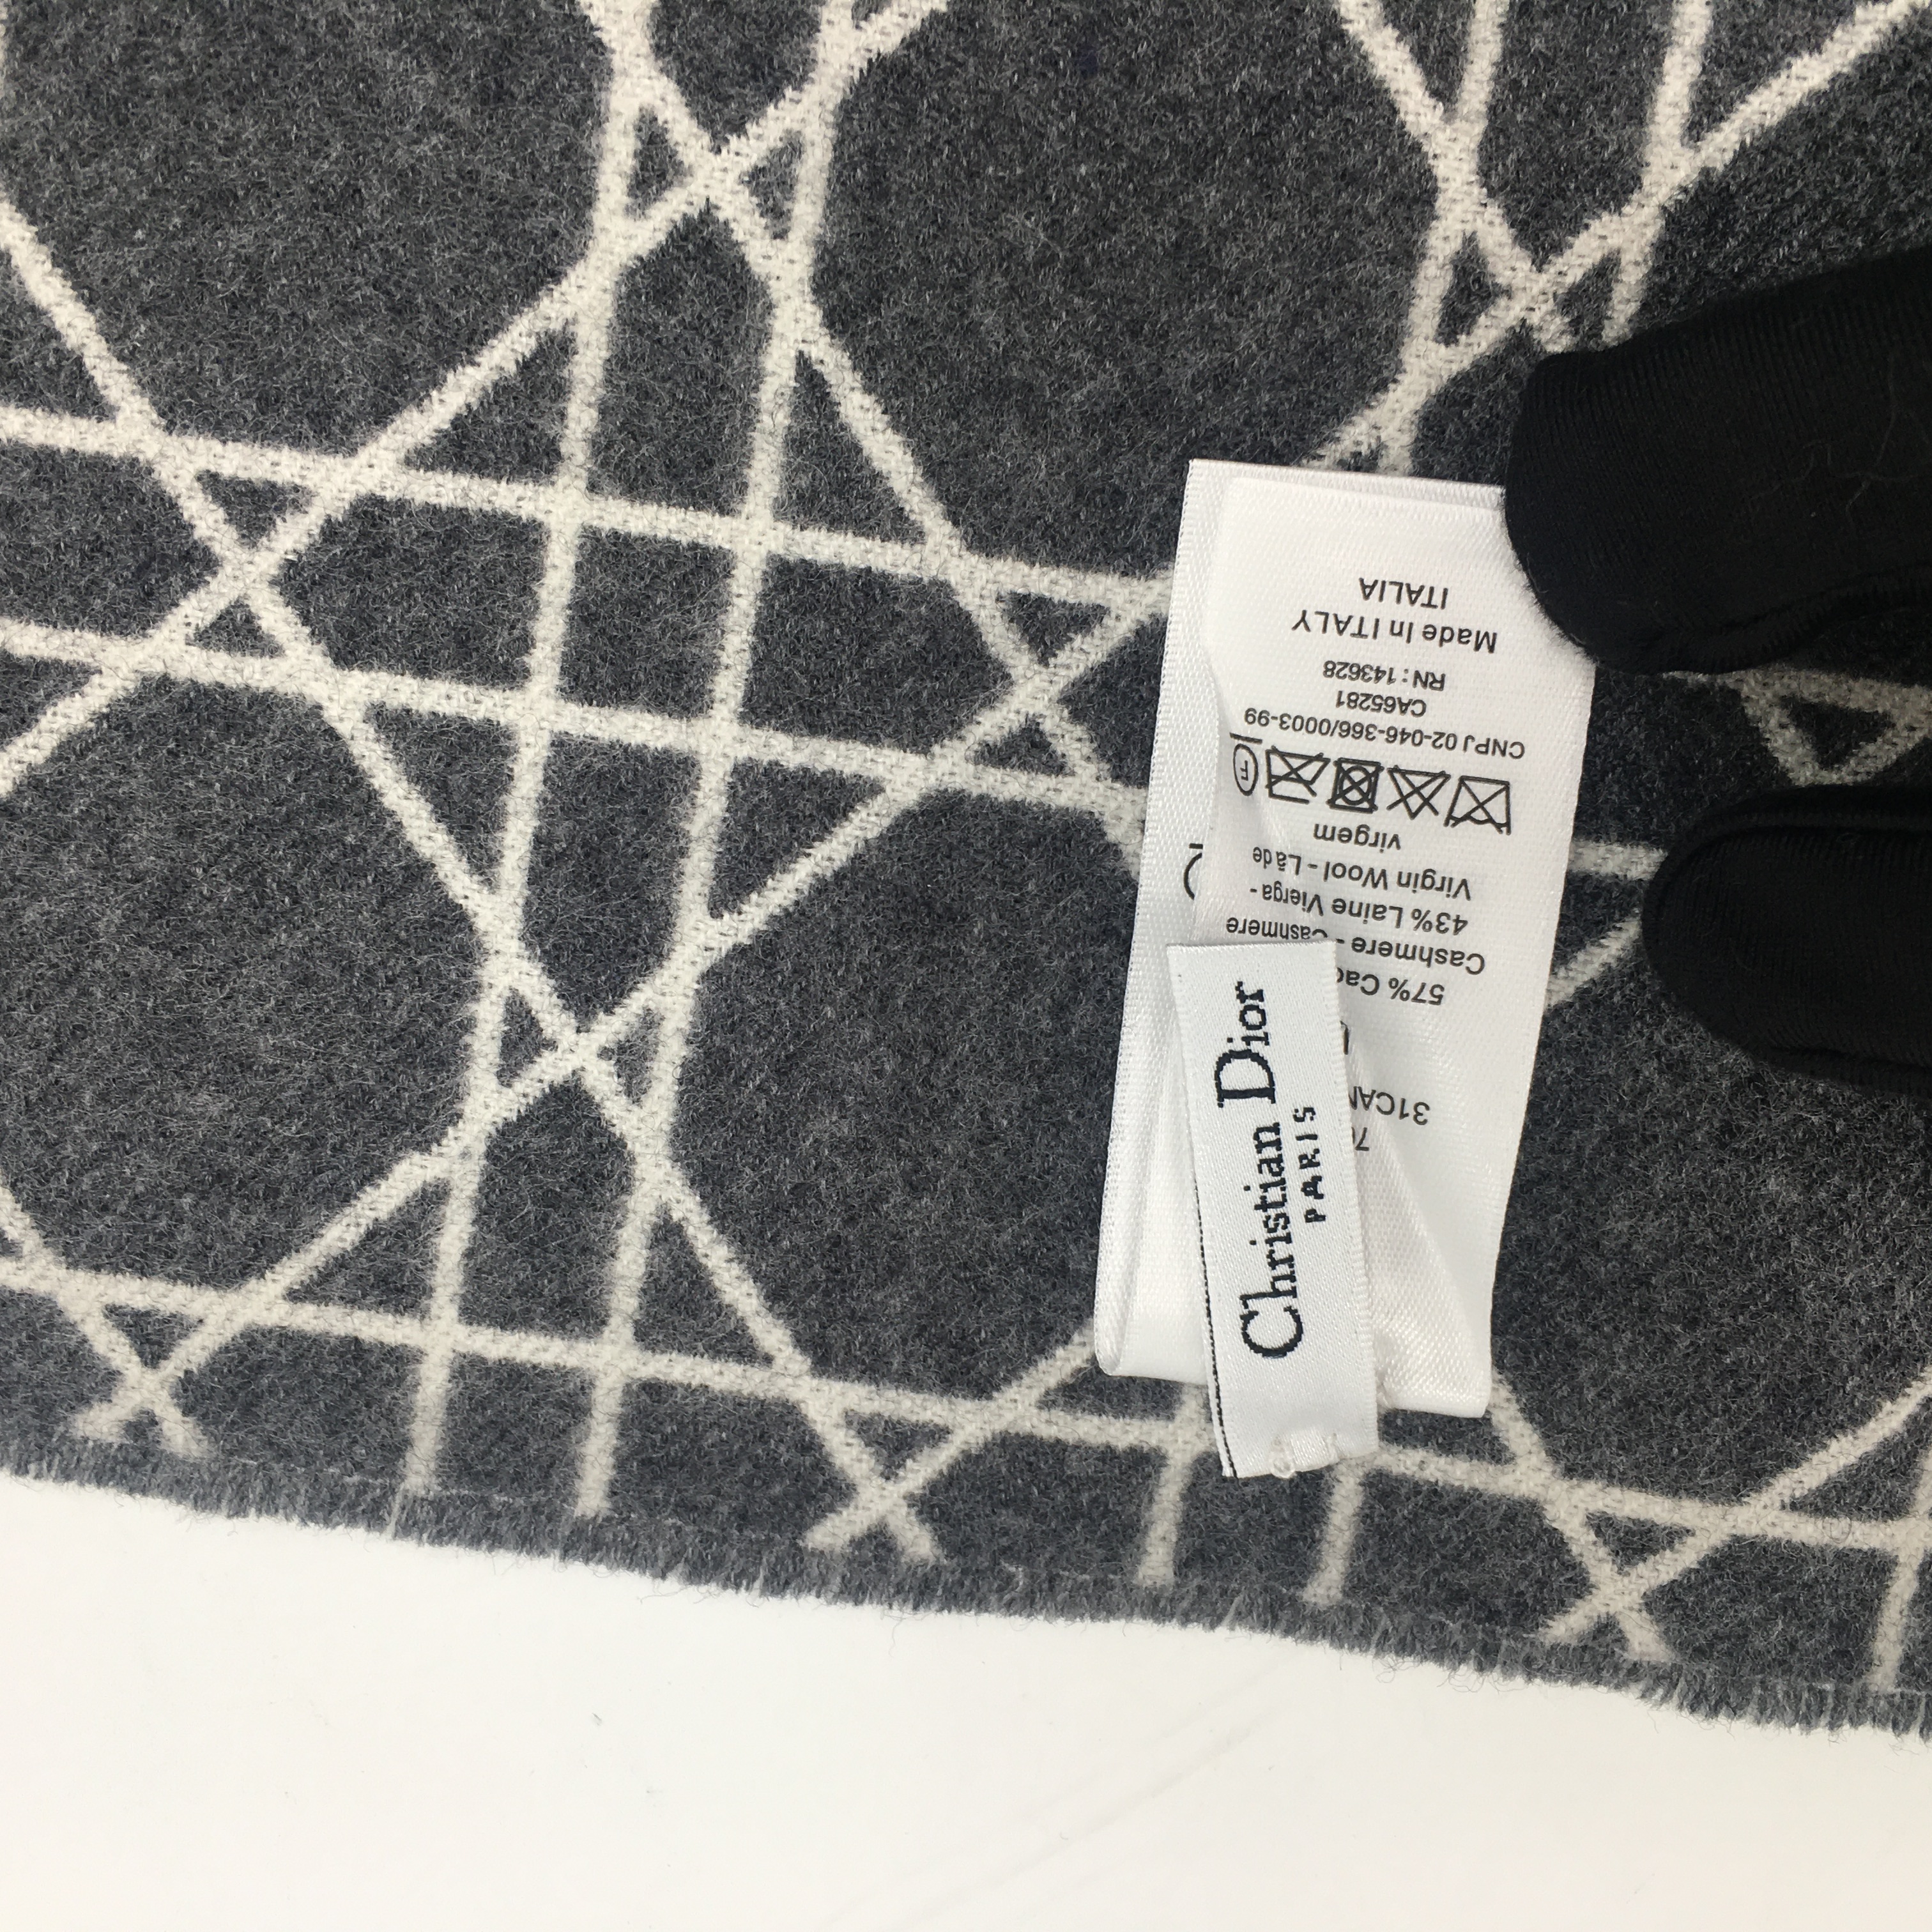 Christian Dior
PARIS
57%
Cashmere - Cashmere
43% Laine Vierga -
Virgin Wool - Lã de
virgem
F
CNPJ 02-046-366/0003-99
CA65281
RN: 143628
Made In ITALY
ITALIA